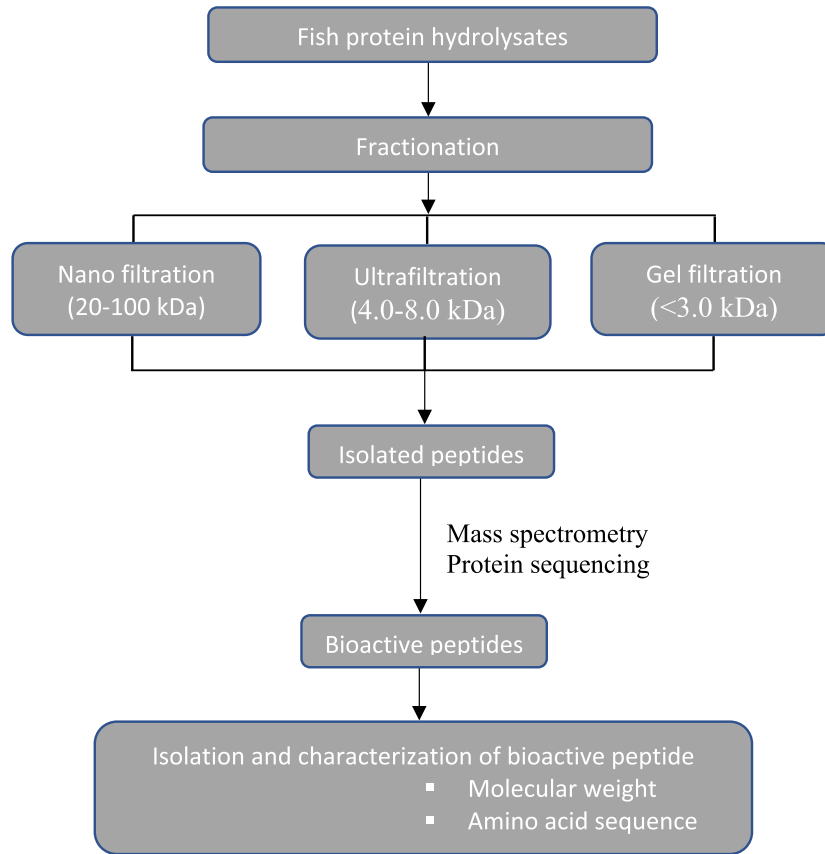 Fish protein hydrolysates
Fractionation
Nano filtration
(20-100 kDa)
Ultrafiltration
(4.0-8.0 kDa)
Gel filtration
(<3.0 kDa)
Isolated peptides
Mass spectrometry
Protein sequencing
Bioactive peptides
Isolation and characterization of bioactive peptide
▪ Molecular weight
▪ Amino acid sequence